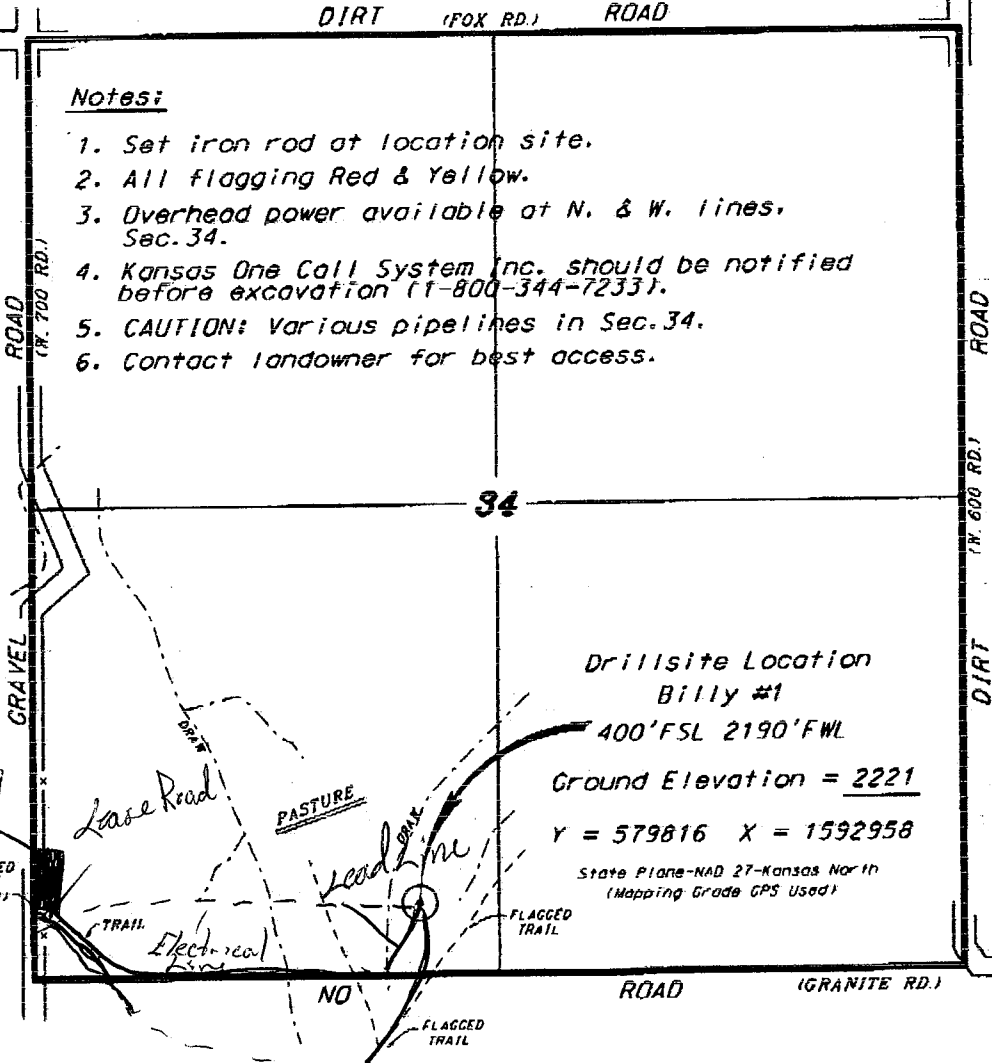 DIRT (FOX RD.) ROAD
Notes:
1. Set iron rod at location site.
2. All flagging Red & Yellow.
3. Overhead power available at N. & W. lines,
Sec. 34.
4. Kansas One Call System Inc. should be notified
before excavation (1-800-344-7233).
5. CAUTION: Various pipelines in Sec. 34.
6. Contact landowner for best access.
ROAD
(W. 700 RD.)
GRAVEL
ROAD
(W. 600 RD.)
DIRT
34
Drillsite Location
Billy #1
400'FSL 2190'FWL
Ground Elevation = 2221
Y = 579816 X = 1592958
State Plane-NAD 27-Kansas North
(Mapping Grade GPS Used)
DRAW
Lease Road
PASTURE
DRAW
Lead Line
TRAIL
Electrical
Line
FLAGGED
TRAIL
NO ROAD (GRANITE RD.)
FLAGGED
TRAIL